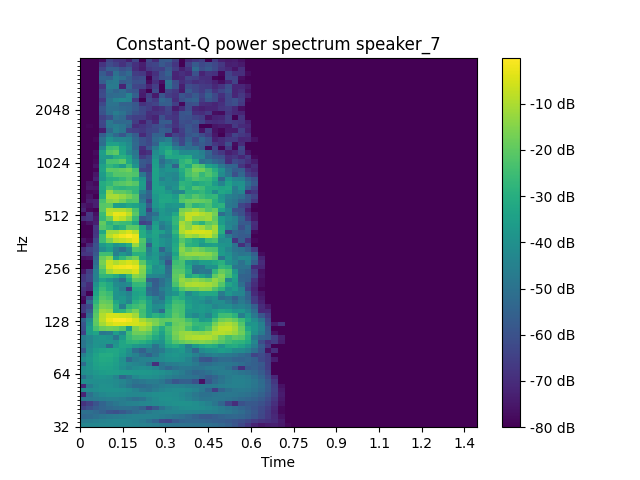 Constant-Q power spectrum speaker_7
Hz
2048
1024
512
256
128
64
32
0 0.15 0.3 0.45 0.6 0.75 0.9 1.1 1.2 1.4
Time
-10 dB
-20 dB
-30 dB
-40 dB
-50 dB
-60 dB
-70 dB
-80 dB